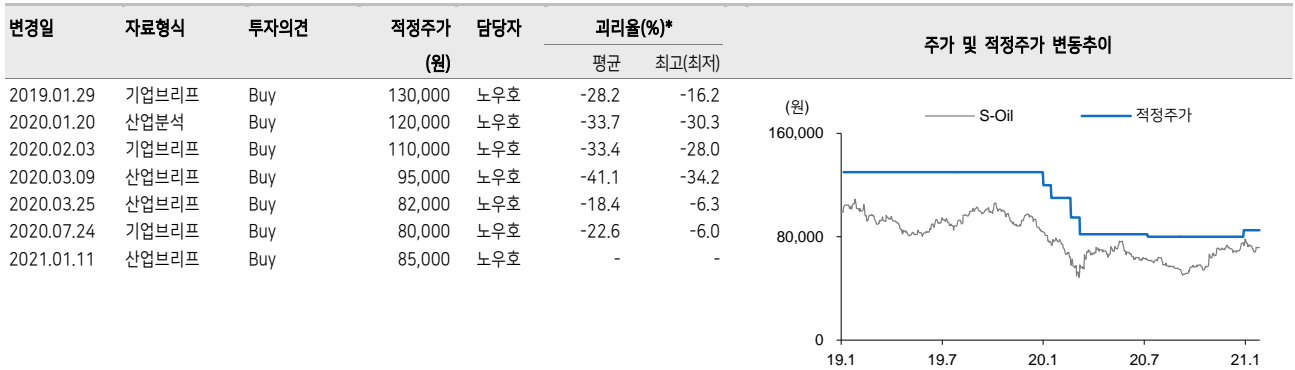 변경일 자료형식 투자의견 적정주가 담당자 괴리율(%)*
(원) 평균 최고(최저)
2019.01.29 기업브리프 Buy 130,000 노우호 -28.2 -16.2
2020.01.20 산업분석 Buy 120,000 노우호 -33.7 -30.3
2020.02.03 기업브리프 Buy 110,000 노우호 -33.4 -28.0
2020.03.09 산업브리프 Buy 95,000 노우호 -41.1 -34.2
2020.03.25 산업브리프 Buy 82,000 노우호 -18.4 -6.3
2020.07.24 기업브리프 Buy 80,000 노우호 -22.6 -6.0
2021.01.11 산업브리프 Buy 85,000 노우호 - -
주가 및 적정주가 변동추이
(원)
S-Oil 적정주가
160,000
80,000
0
19.1 19.7 20.1 20.7 21.1